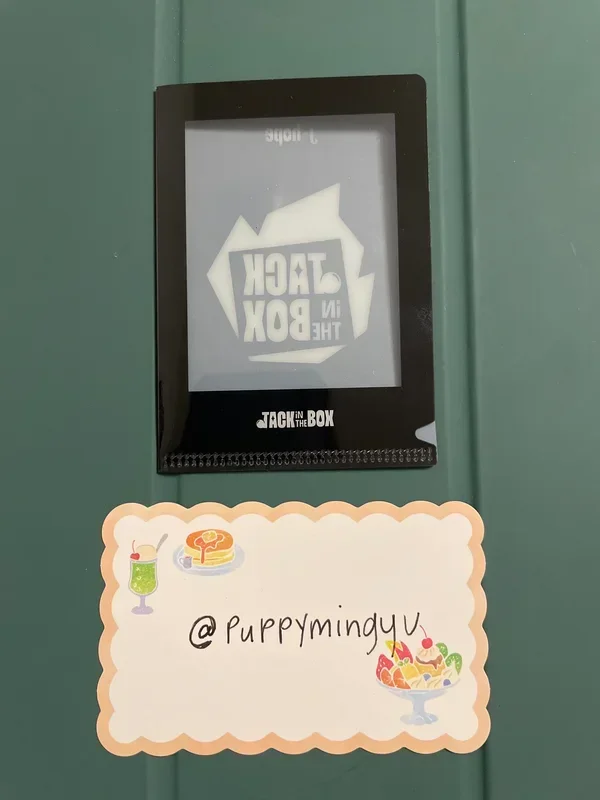 j-hope
JACK
IN
THE
BOX
JACK IN THE BOX
@puppymingyu